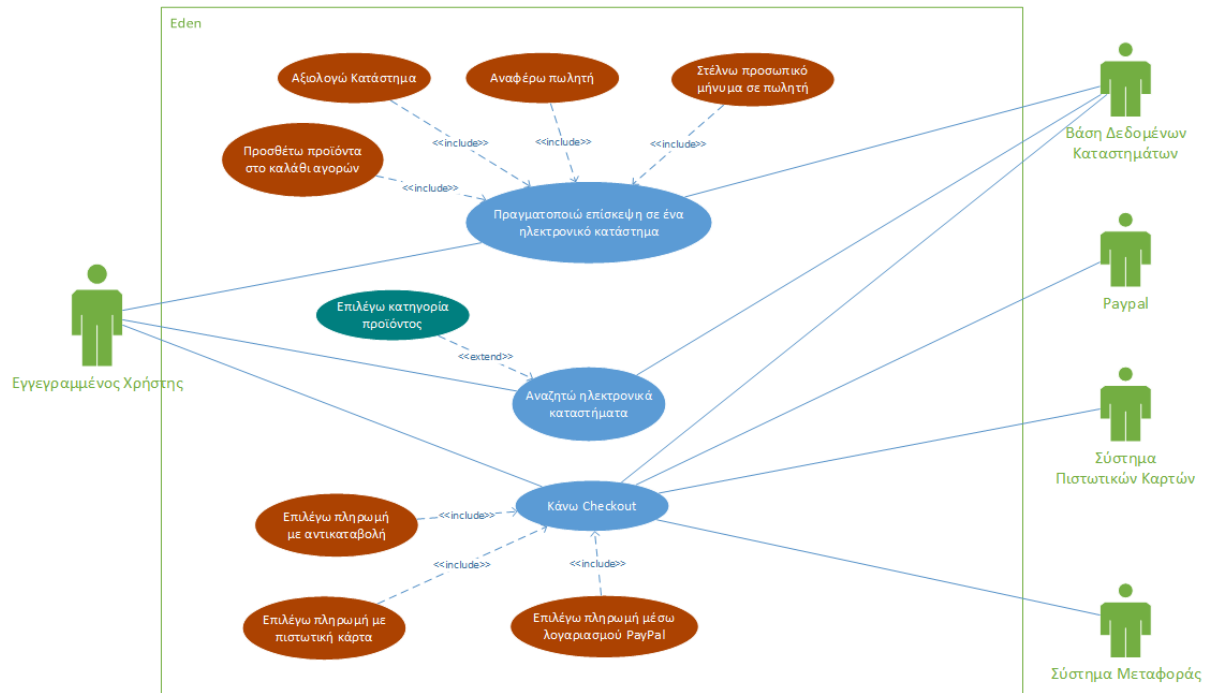 Eden
Αξιολογώ Κατάστημα
Αναφέρω πωλητή
Στέλνω προσωπικό
μήνυμα σε πωλητή
<<include>>
<<include>>
<<include>>
Προσθέτω προϊόντα
στο καλάθι αγορών
<<include>>
Πραγματοποιώ επίσκεψη σε ένα
ηλεκτρονικό κατάστημα
Βάση Δεδομένων
Καταστημάτων
Επιλέγω κατηγορία
προϊόντος
Paypal
<<extend>>
Εγγεγραμμένος Χρήστης
Αναζητώ ηλεκτρονικά
καταστήματα
Σύστημα
Πιστωτικών Καρτών
Κάνω Checkout
Επιλέγω πληρωμή
με αντικαταβολή
<<include>>
<<include>>
<<include>>
Επιλέγω πληρωμή με
πιστωτική κάρτα
Επιλέγω πληρωμή μέσω
λογαριασμού PayPal
Σύστημα Μεταφοράς